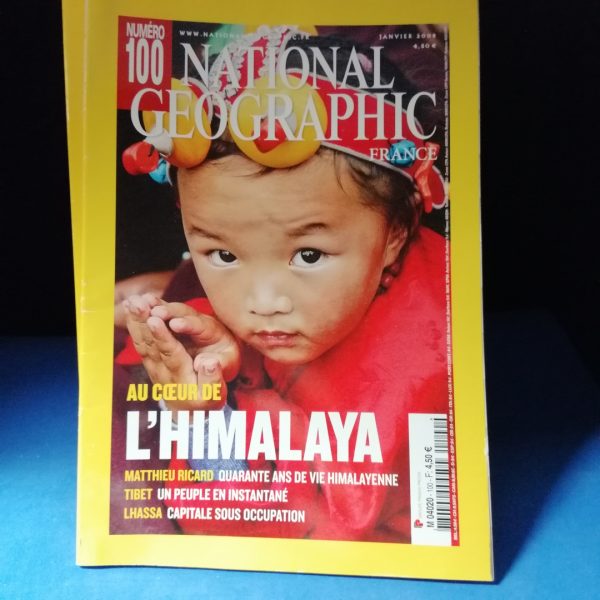 NUMÉRO
100
JANVIER 2008
4,50 €
NATIONAL
GEOGRAPHIC
FRANCE
AU CŒUR DE
L'HIMALAYA
MATTHIEU RICARD QUARANTE ANS DE VIE HIMALAYENNE
TIBET UN PEUPLE EN INSTANTANÉ
LHASSA CAPITALE SOUS OCCUPATION
M 04020 - 100 - F: 4,50 €